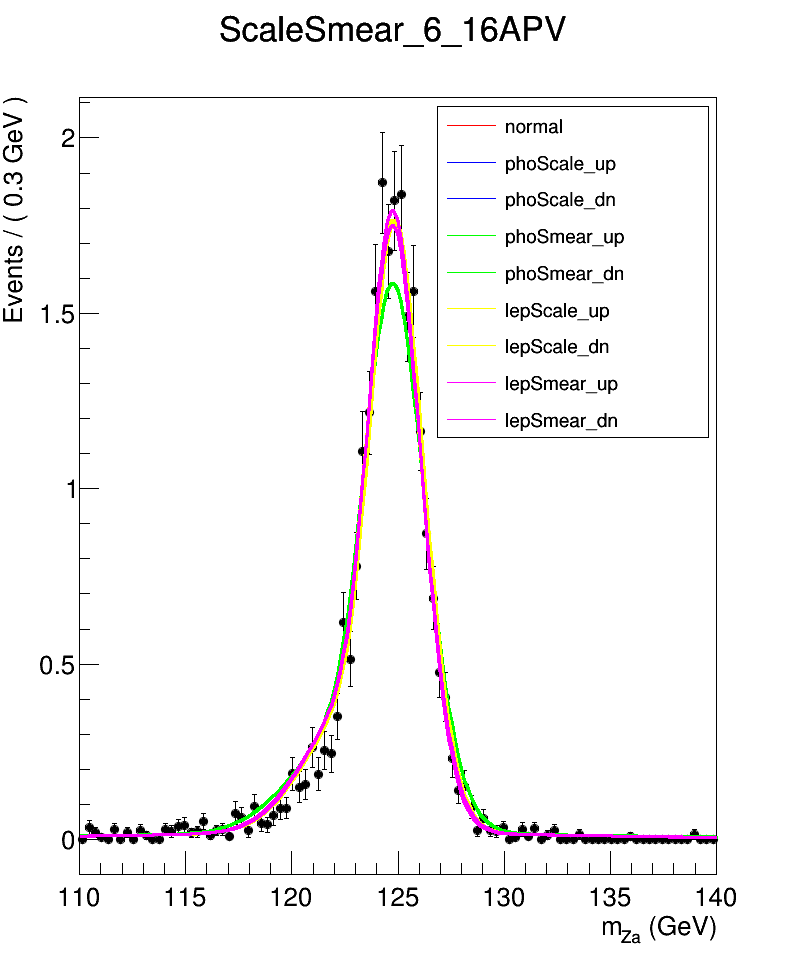 ScaleSmear_6_16APV
Events / ( 0.3 GeV )
2
1.5
1
0.5
0
normal
phoScale_up
phoScale_dn
phoSmear_up
phoSmear_dn
lepScale_up
lepScale_dn
lepSmear_up
lepSmear_dn
110 115 120 125 130 135 140
m_Za (GeV)